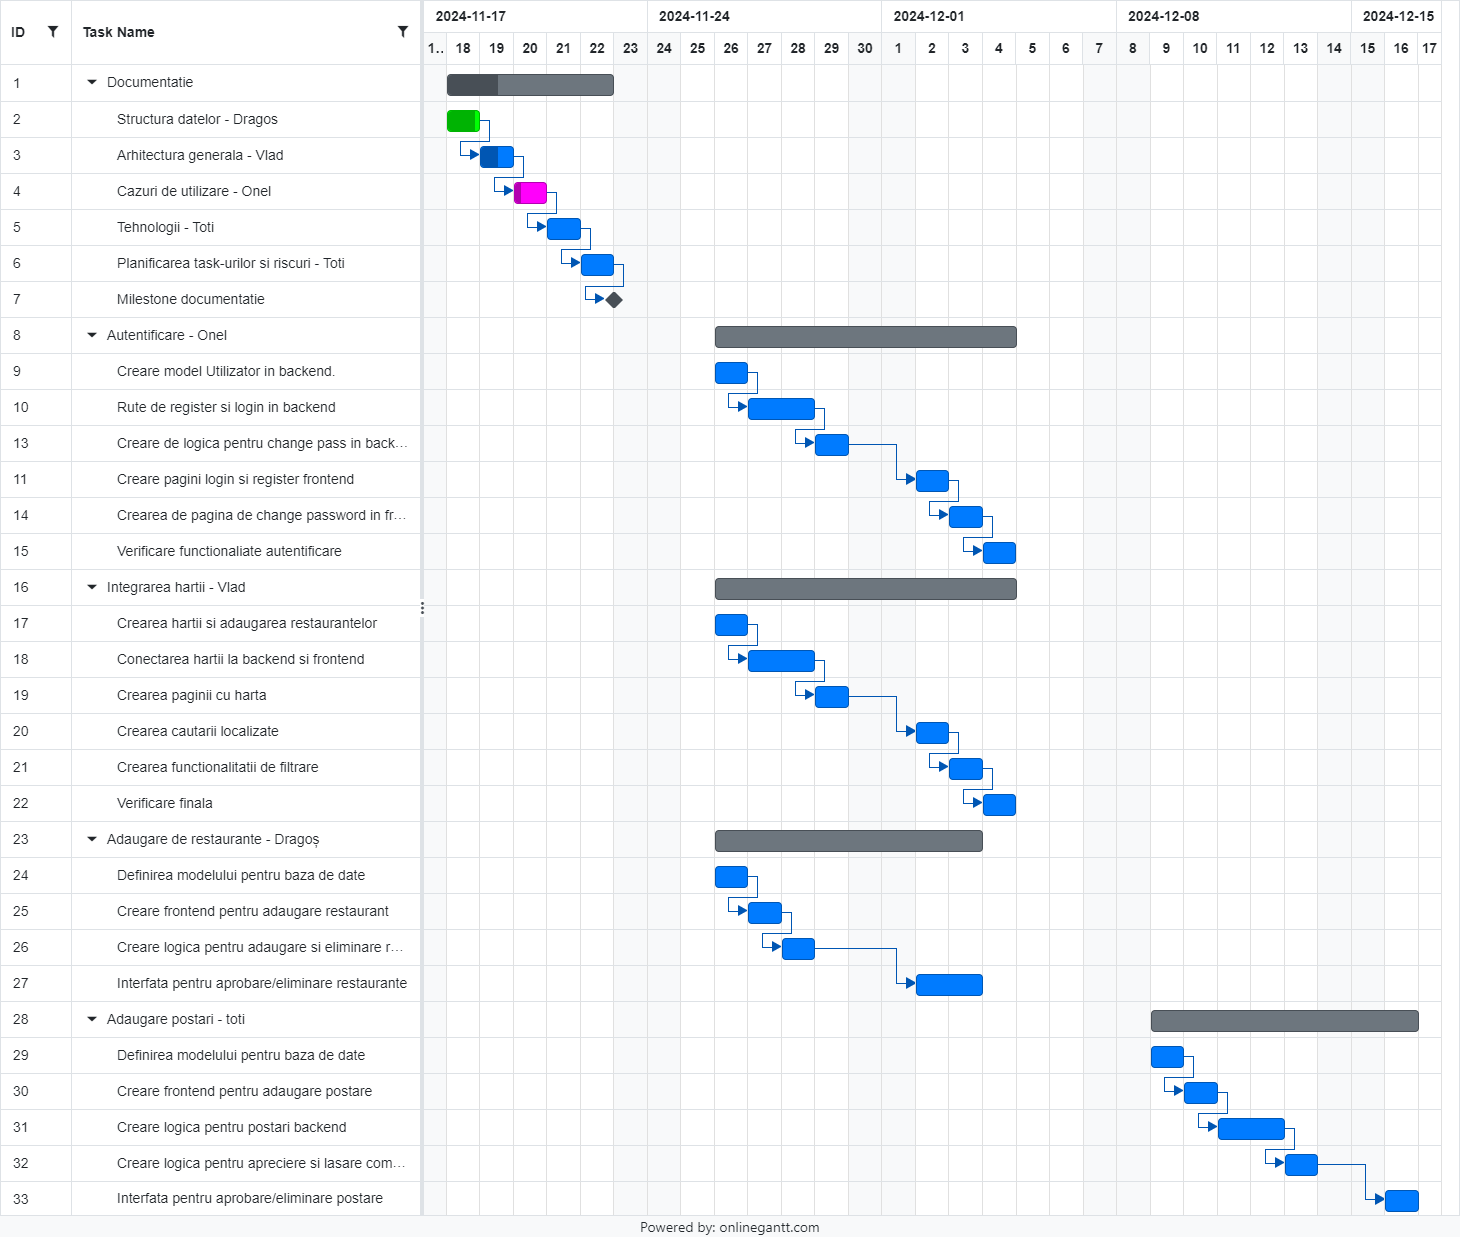 2024-11-17 2024-11-24 2024-12-01 2024-12-08 2024-12-15
ID Task Name
1.. 18 19 20 21 22 23 24 25 26 27 28 29 30 1 2 3 4 5 6 7 8 9 10 11 12 13 14 15 16 17
1 Documentatie
2 Structura datelor - Dragos
3 Arhitectura generala - Vlad
4 Cazuri de utilizare - Onel
5 Tehnologii - Toti
6 Planificarea task-urilor si riscuri - Toti
7 Milestone documentatie
8 Autentificare - Onel
9 Creare model Utilizator in backend.
10 Rute de register si login in backend
13 Creare de logica pentru change pass in back...
11 Creare pagini login si register frontend
14 Crearea de pagina de change password in fr...
15 Verificare functionaliate autentificare
16 Integrarea hartii - Vlad
17 Crearea hartii si adaugarea restaurantelor
18 Conectarea hartii la backend si frontend
19 Crearea paginii cu harta
20 Crearea cautarii localizate
21 Crearea functionalitatii de filtrare
22 Verificare finala
23 Adaugare de restaurante - Dragoș
24 Definirea modelului pentru baza de date
25 Creare frontend pentru adaugare restaurant
26 Creare logica pentru adaugare si eliminare r...
27 Interfata pentru aprobare/eliminare restaurante
28 Adaugare postari - toti
29 Definirea modelului pentru baza de date
30 Creare frontend pentru adaugare postare
31 Creare logica pentru postari backend
32 Creare logica pentru apreciere si lasare com...
33 Interfata pentru aprobare/eliminare postare
Powered by: onlinegantt.com